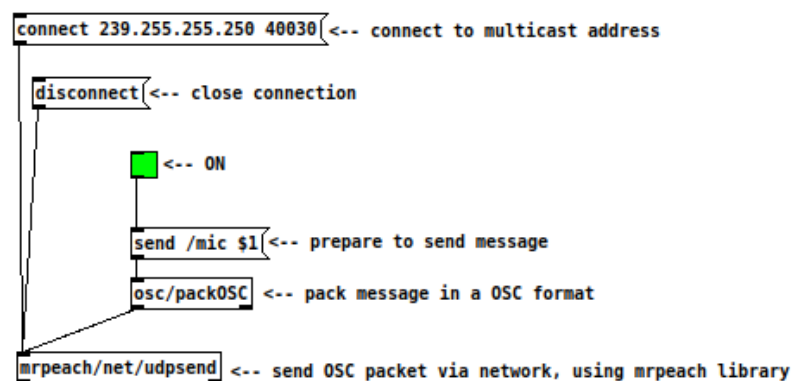 connect 239.255.255.250 40030 <-- connect to multicast address
disconnect <-- close connection
<-- ON
send /mic $1 <-- prepare to send message
osc/packOSC <-- pack message in a OSC format
mrpeach/net/udpsend <-- send OSC packet via network, using mrpeach library